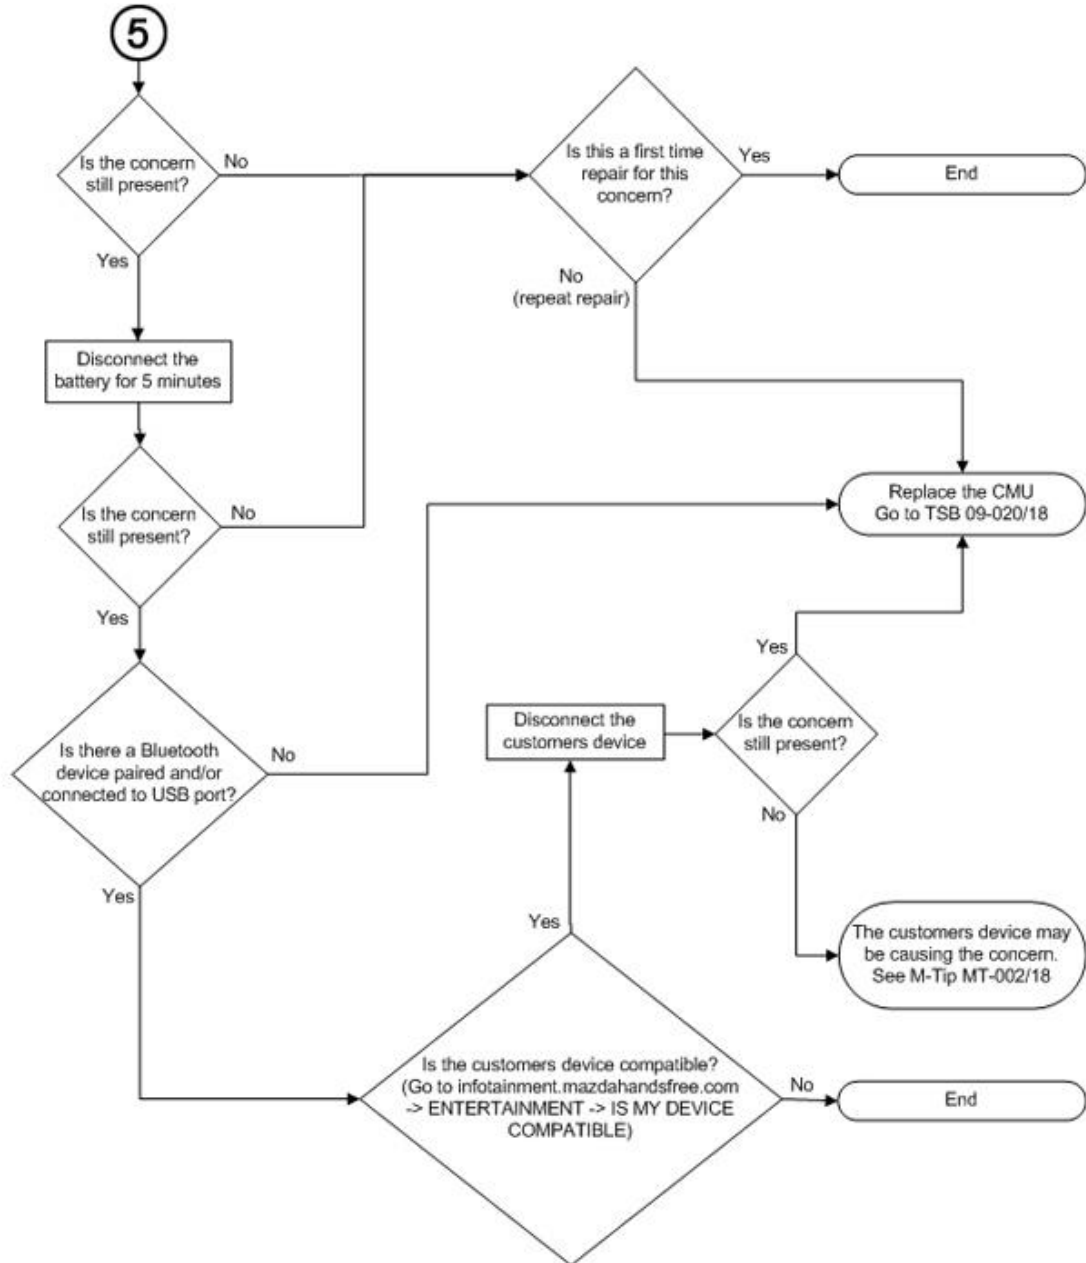 5
Is the concern
still present?
No
Yes
Is this a first time
repair for this
concern?
Yes
End
No
(repeat repair)
Disconnect the
battery for 5 minutes
Is the concern
still present?
No
Yes
Replace the CMU
Go to TSB 09-020/18
Is there a Bluetooth
device paired and/or
connected to USB port?
No
Yes
Disconnect the
customers device
Yes
Is the concern
still present?
No
The customers device may
be causing the concern.
See M-Tip MT-002/18
Yes
Is the customers device compatible?
(Go to infotainment.mazdahandsfree.com
-> ENTERTAINMENT -> IS MY DEVICE
COMPATIBLE)
No
End